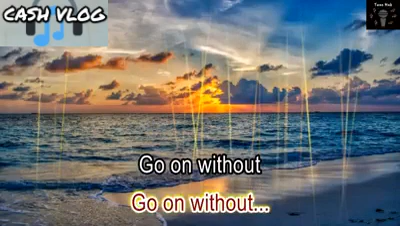 CASH VLOG
Tune Hub
Go on without
Go on without...